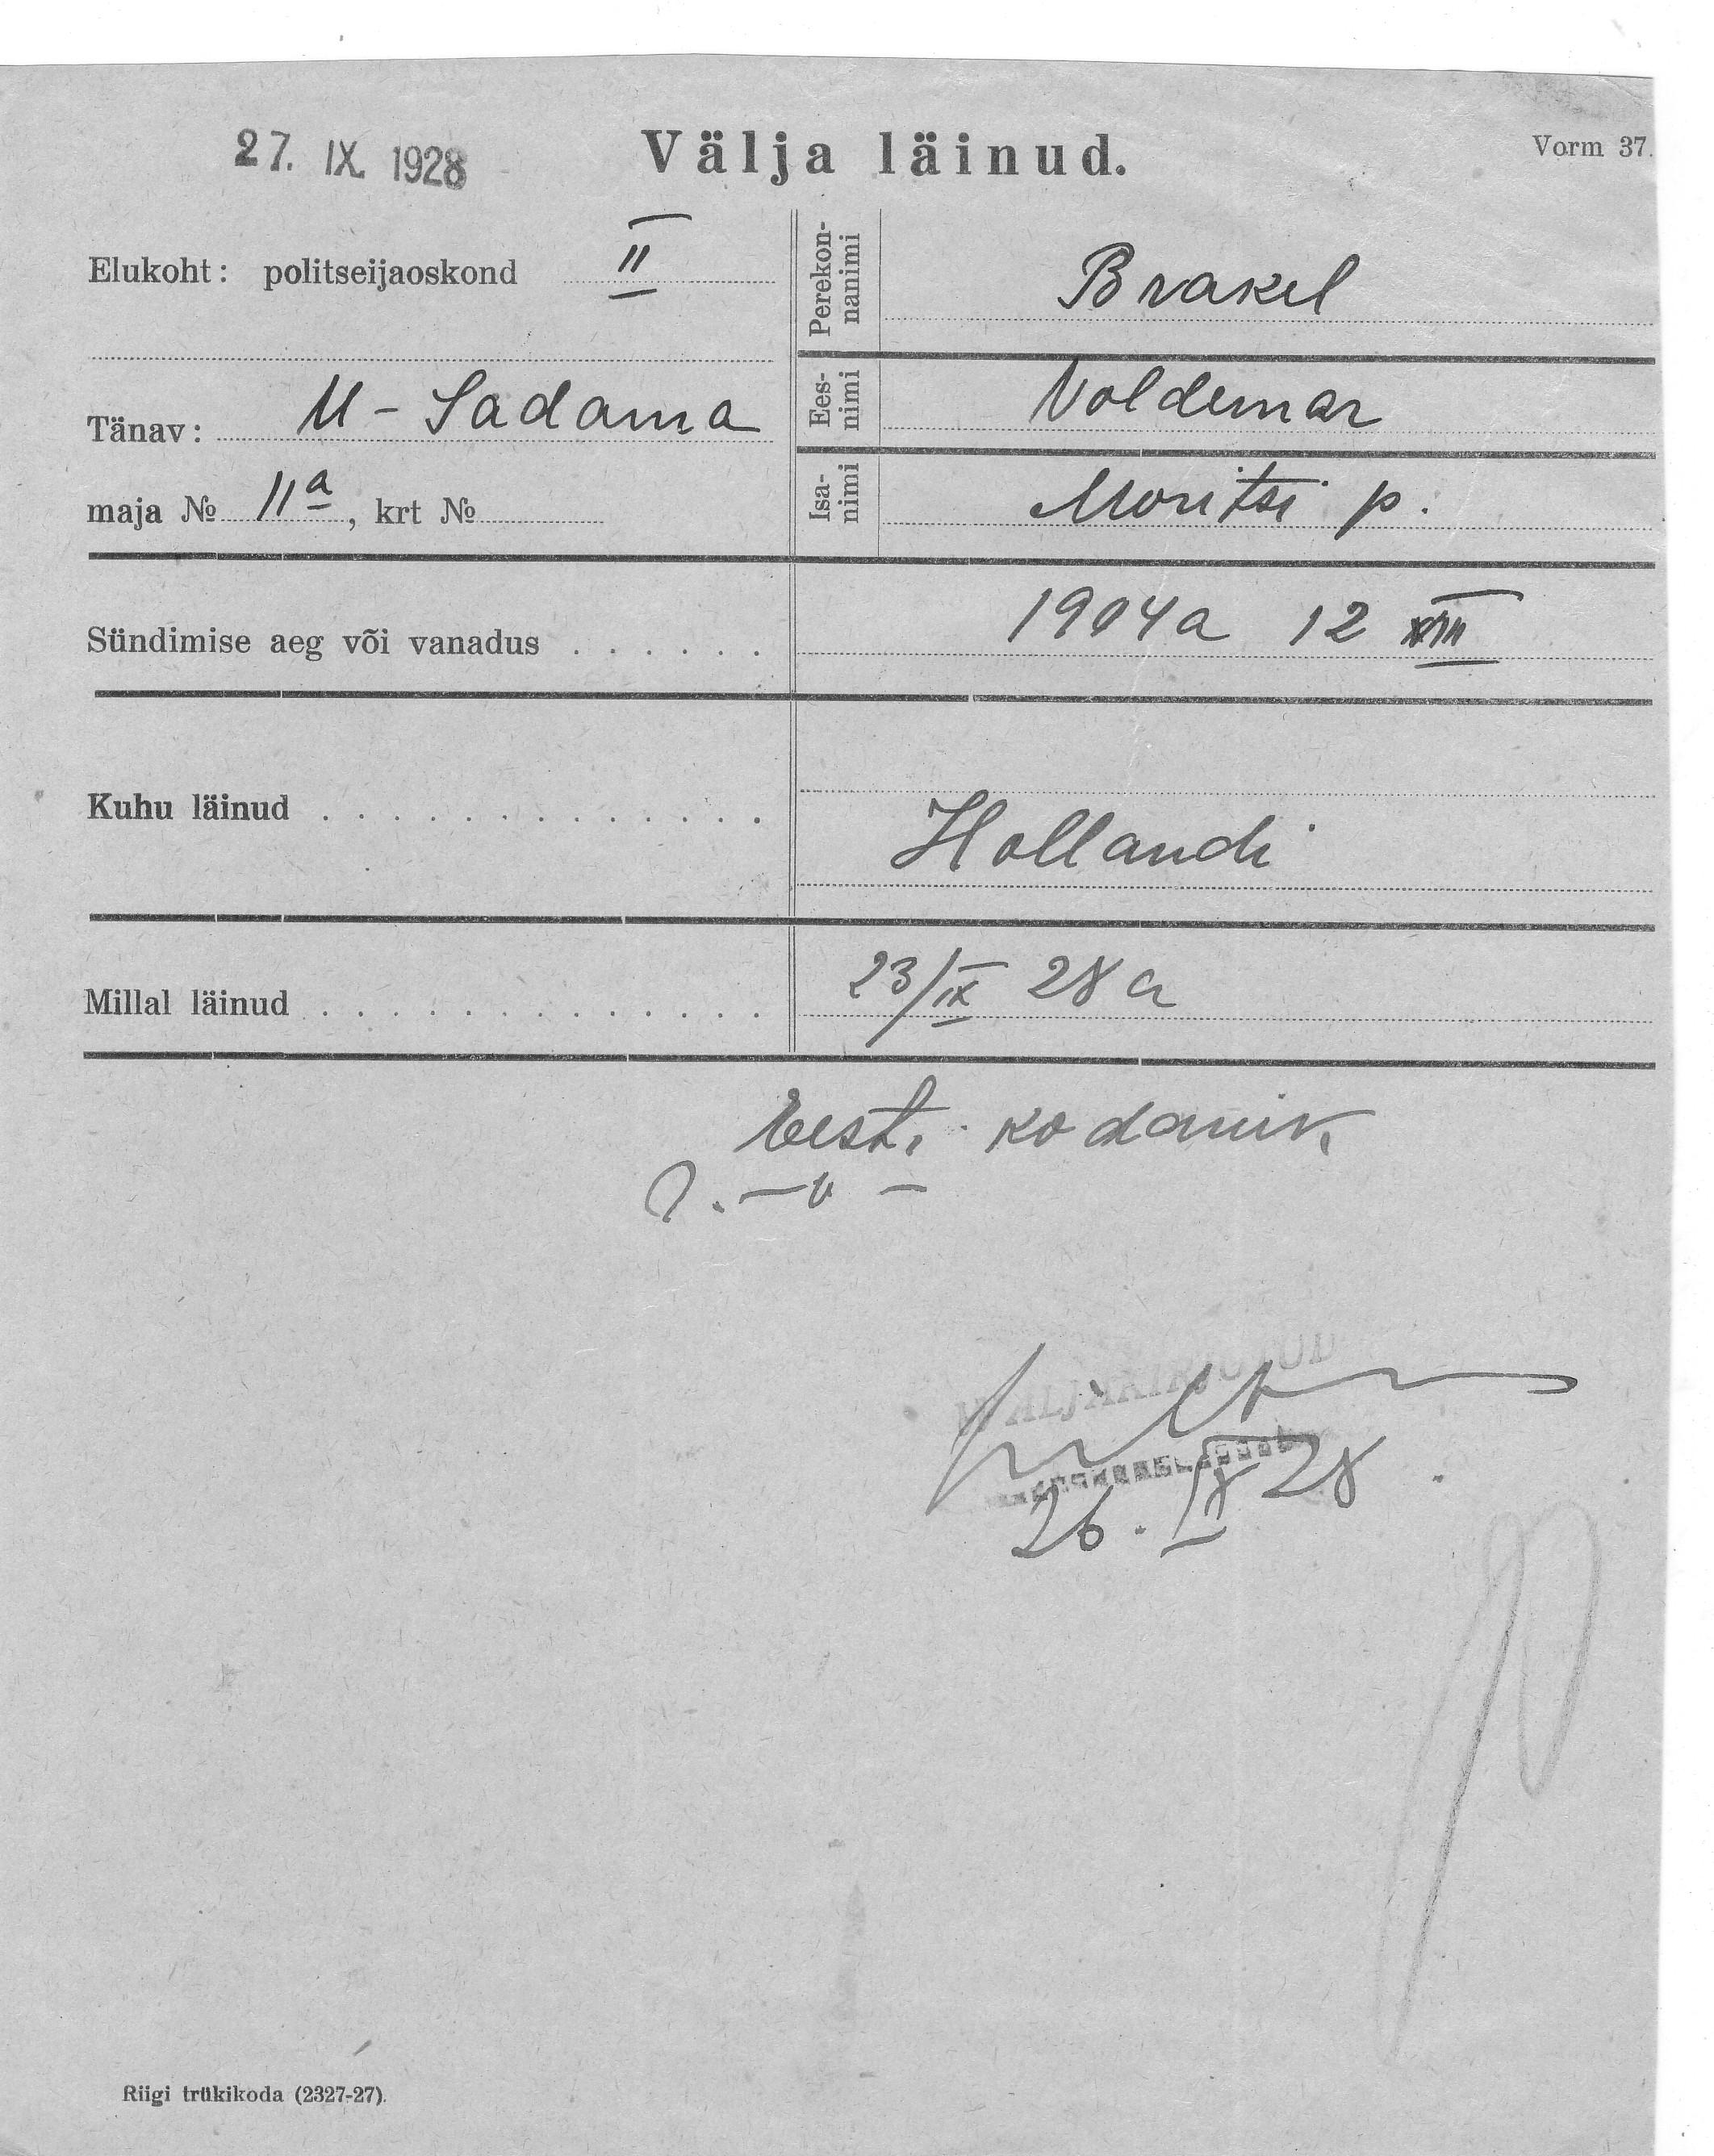 27. IX. 1928
Välja läinud.
Vorm 37.
Elukoht: politseijaoskond II
Tänav: U-Sadama
maja № 11a, krt №
Perekon-
nanimi
Brakel
Ees-
nimi
Voldemar
Isa-
nimi
Moritsi p.
Sündimise aeg või vanadus
1904a 12
Kuhu läinud
Hollandi
Millal läinud
23/IX 28 a
Eesti kodanik
WÄLJAKIRJUTUD
26. IX 28.
Riigi trükikoda (2327-27).